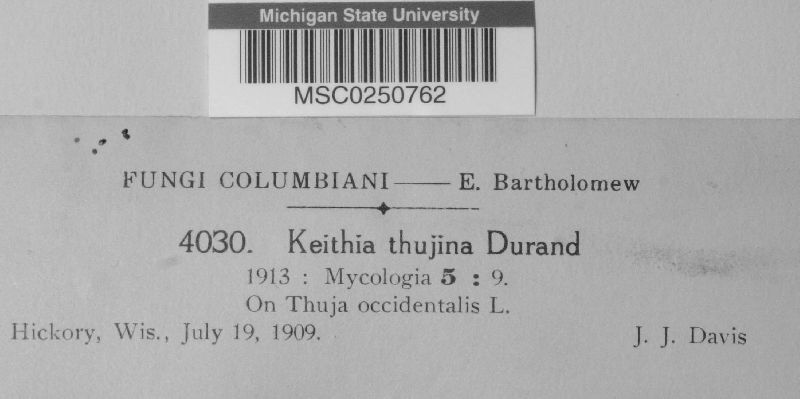 Michigan State University
MSC0250762
FUNGI COLUMBIANI—— E. Bartholomew
4030. Keithia thujina Durand
1913 : Mycologia 5 : 9.
On Thuja occidentalis L.
Hickory, Wis., July 19, 1909. J. J. Davis